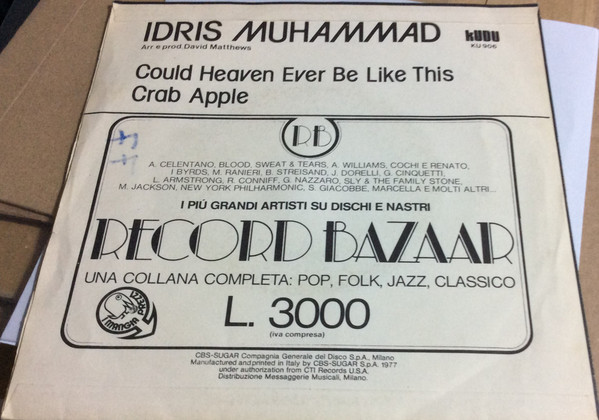 IDRIS MUHAMMAD
Arr e prod. David Matthews
KUDU
KU 906
Could Heaven Ever Be Like This
Crab Apple
RB
A. CELENTANO, BLOOD, SWEAT & TEARS, A. WILLIAMS, COCHI E RENATO,
I BYRDS, M. RANIERI, B. STREISAND, J. DORELLI, G. CINQUETTI,
L. ARMSTRONG, R. CONNIFF, G. NAZZARO, SLY & THE FAMILY STONE,
M. JACKSON, NEW YORK PHILHARMONIC, S. GIACOBBE, MARCELLA E MOLTI ALTRI...
I PIÙ GRANDI ARTISTI SU DISCHI E NASTRI
RECORD BAZAAR
UNA COLLANA COMPLETA: POP, FOLK, JAZZ, CLASSICO
MANGIA PREZZI
L. 3000
(iva compresa)
CBS-SUGAR Compagnia Generale del Disco S.p.A., Milano
Manufactured and printed in Italy by CBS-SUGAR S.p.A. 1977
under authorization from CTI Records U.S.A.
Distribuzione Messaggerie Musicali, Milano.